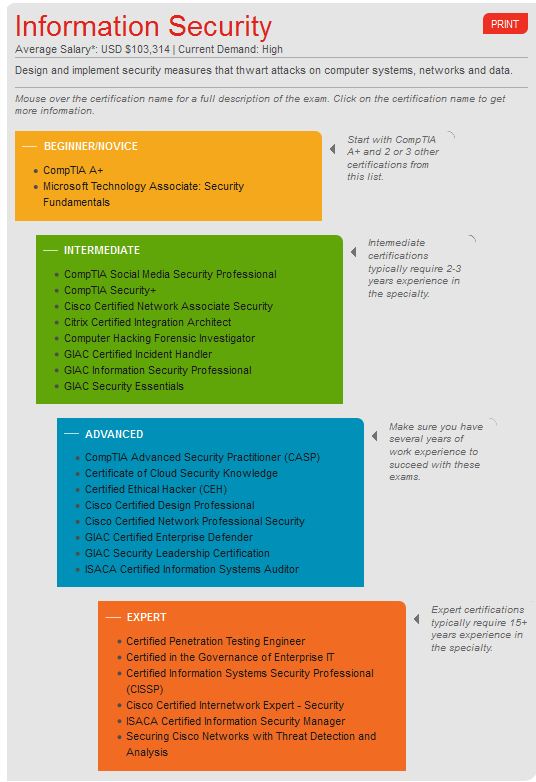 Information Security
PRINT
Average Salary*: USD $103,314 | Current Demand: High
Design and implement security measures that thwart attacks on computer systems, networks and data.
Mouse over the certification name for a full description of the exam. Click on the certification name to get
more information.
BEGINNER/NOVICE
CompTIA A+
Microsoft Technology Associate: Security
Fundamentals
Start with CompTIA
A+ and 2 or 3 other
certifications from
this list.
INTERMEDIATE
CompTIA Social Media Security Professional
CompTIA Security+
Cisco Certified Network Associate Security
Citrix Certified Integration Architect
Computer Hacking Forensic Investigator
GIAC Certified Incident Handler
GIAC Information Security Professional
GIAC Security Essentials
Intermediate
certifications
typically require 2-3
years experience in
the specialty.
ADVANCED
CompTIA Advanced Security Practitioner (CASP)
Certificate of Cloud Security Knowledge
Certified Ethical Hacker (CEH)
Cisco Certified Design Professional
Cisco Certified Network Professional Security
GIAC Certified Enterprise Defender
GIAC Security Leadership Certification
ISACA Certified Information Systems Auditor
Make sure you have
several years of
work experience to
succeed with these
exams.
EXPERT
Certified Penetration Testing Engineer
Certified in the Governance of Enterprise IT
Certified Information Systems Security Professional
(CISSP)
Cisco Certified Internetwork Expert - Security
ISACA Certified Information Security Manager
Securing Cisco Networks with Threat Detection and
Analysis
Expert certifications
typically require 15+
years experience in
the specialty.